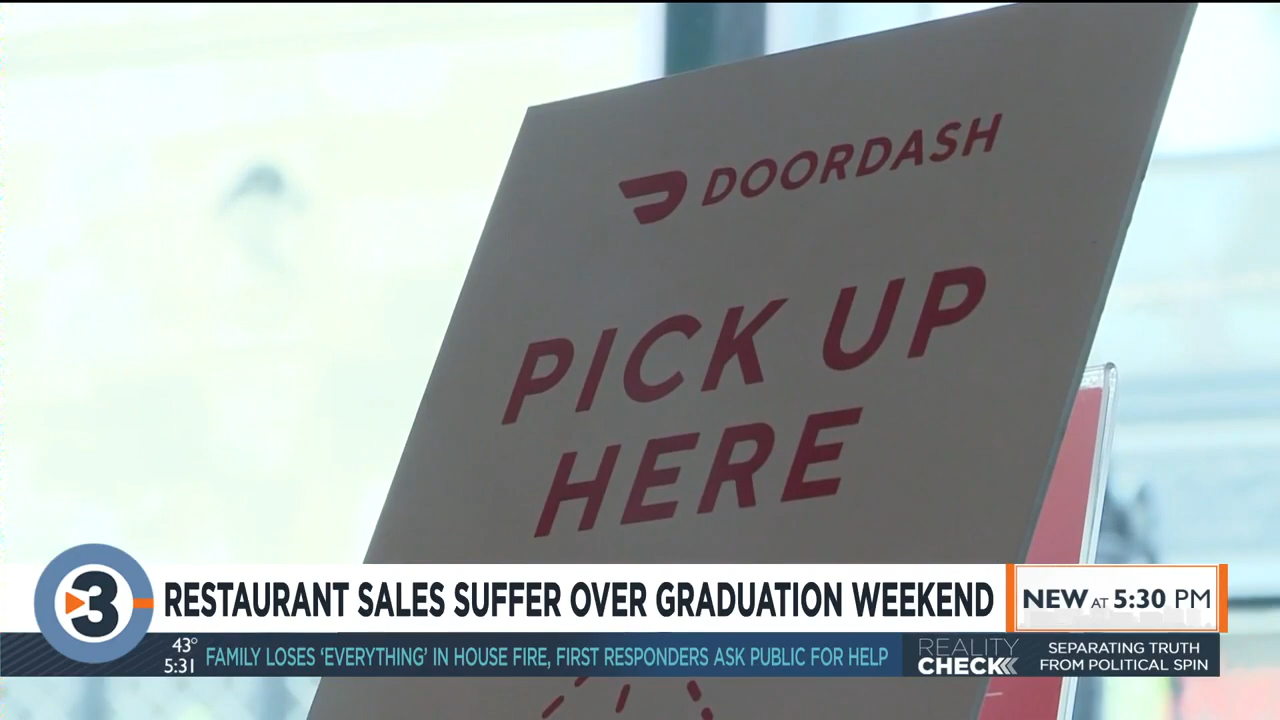 DOORDASH
PICK UP
HERE
3
RESTAURANT SALES SUFFER OVER GRADUATION WEEKEND
NEW AT 5:30 PM
43°
5:31
FAMILY LOSES ‘EVERYTHING’ IN HOUSE FIRE, FIRST RESPONDERS ASK PUBLIC FOR HELP
REALITY
CHECK
SEPARATING TRUTH
FROM POLITICAL SPIN